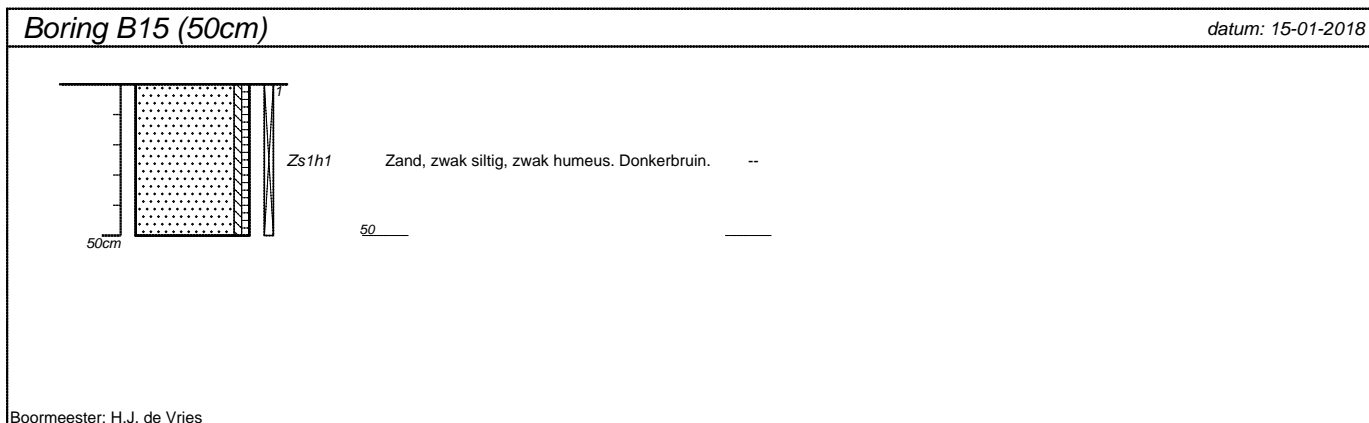 Boring B15 (50cm)
datum: 15-01-2018
1
Zs1h1 Zand, zwak siltig, zwak humeus. Donkerbruin. --
50cm 50
Boormeester: H.J. de Vries